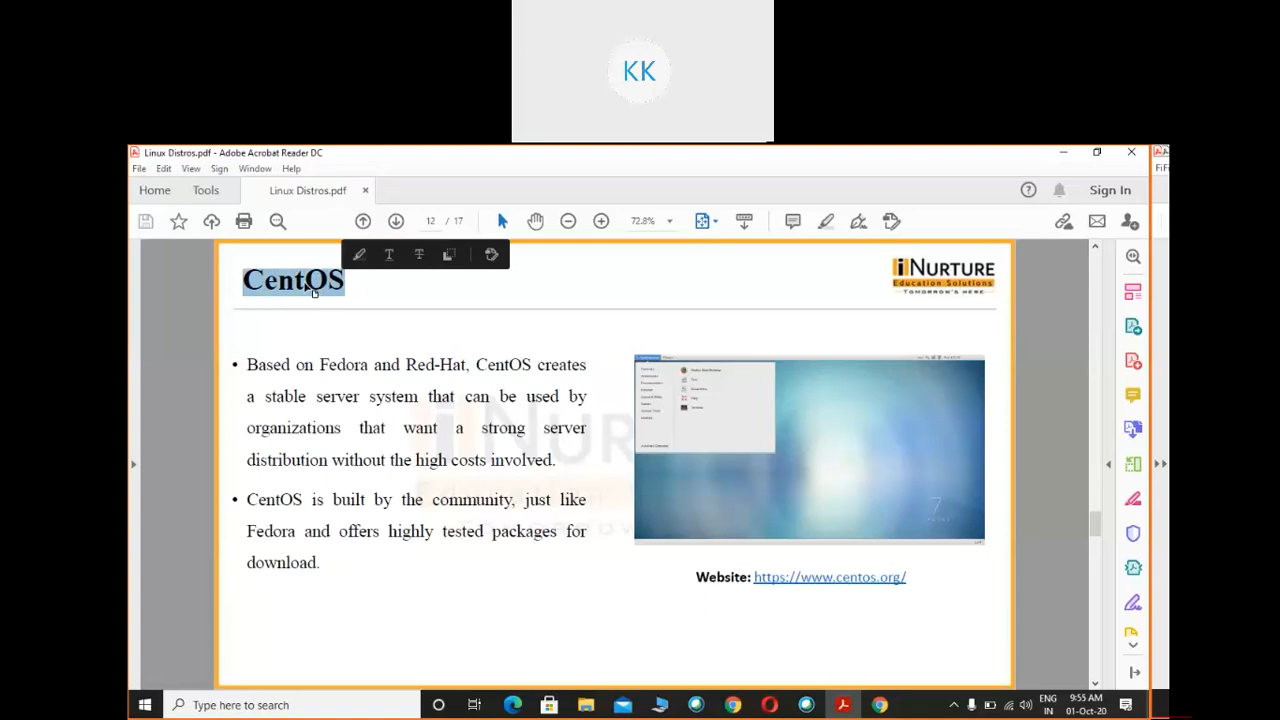 KK
Linux Distros.pdf - Adobe Acrobat Reader DC
File Edit View Sign Window Help
Home Tools Linux Distros.pdf × Sign In
12 / 17 72.8%
CentOS
iNURTURE
Education Solutions
TOMORROW'S HERE
• Based on Fedora and Red-Hat, CentOS creates
a stable server system that can be used by
organizations that want a strong server
distribution without the high costs involved.
• CentOS is built by the community, just like
Fedora and offers highly tested packages for
download.
7
Website: https://www.centos.org/
Type here to search
ENG
IN
9:55 AM
01-Oct-20